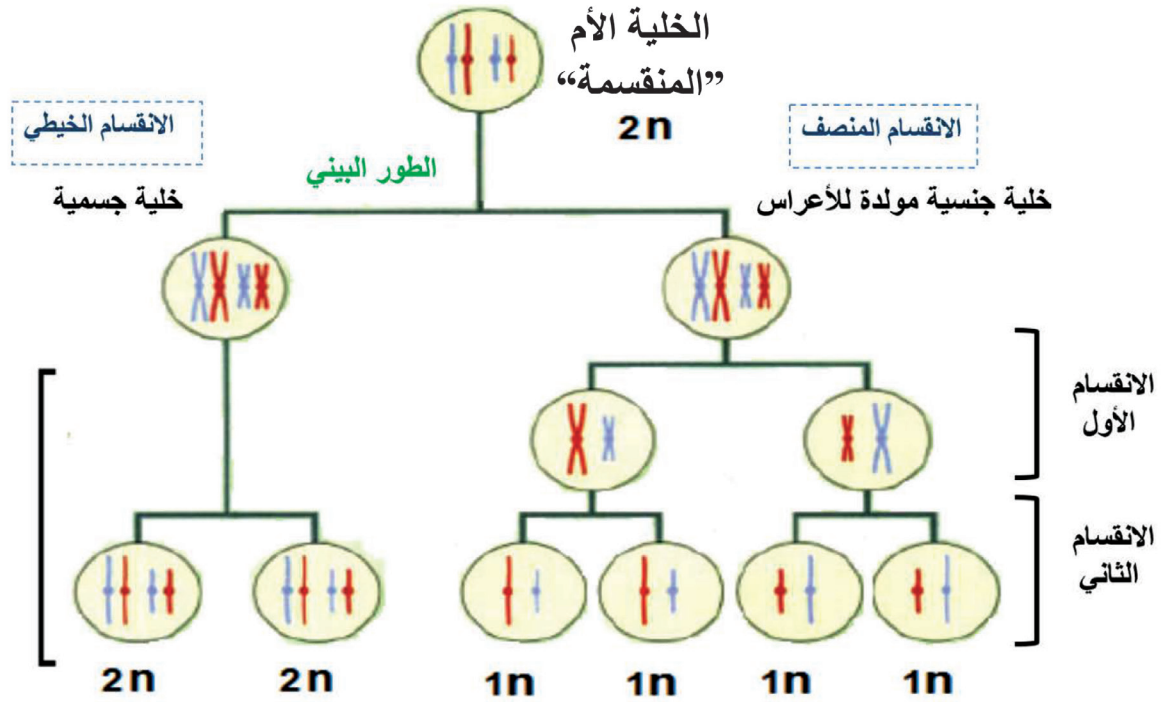 الخلية الأم
”المنقسمة“
2n
الانقسام المنصف
الانقسام الخيطي
الطور البيني
خلية جنسية مولدة للأعراس
خلية جسمية
الانقسام
الأول
الانقسام
الثاني
2n
2n
1n
1n
1n
1n